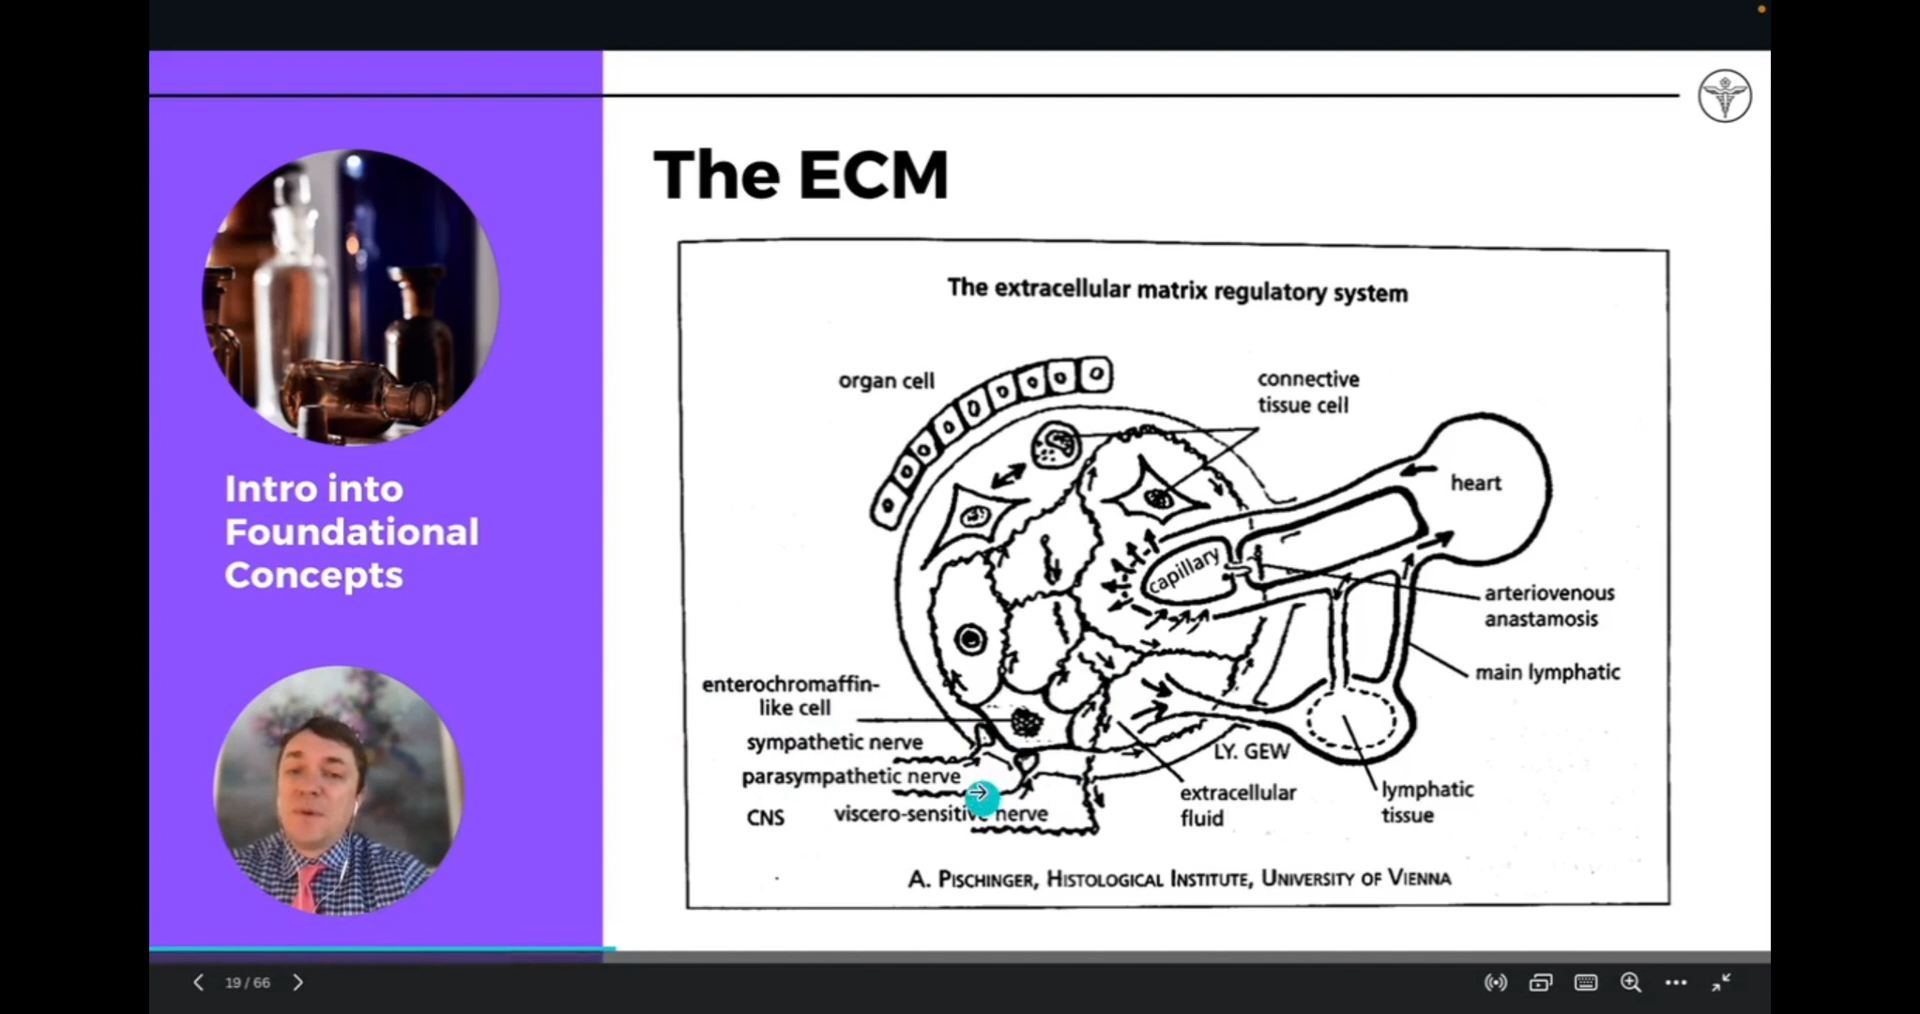 The ECM
Intro into
Foundational
Concepts
The extracellular matrix regulatory system
organ cell
connective
tissue cell
heart
capillary
arteriovenous
anastamosis
main lymphatic
enterochromaffin-
like cell
sympathetic nerve
parasympathetic nerve
CNS
viscero-sensitive nerve
LY. GEW
extracellular
fluid
lymphatic
tissue
A. PISCHINGER, HISTOLOGICAL INSTITUTE, UNIVERSITY OF VIENNA
19 / 66